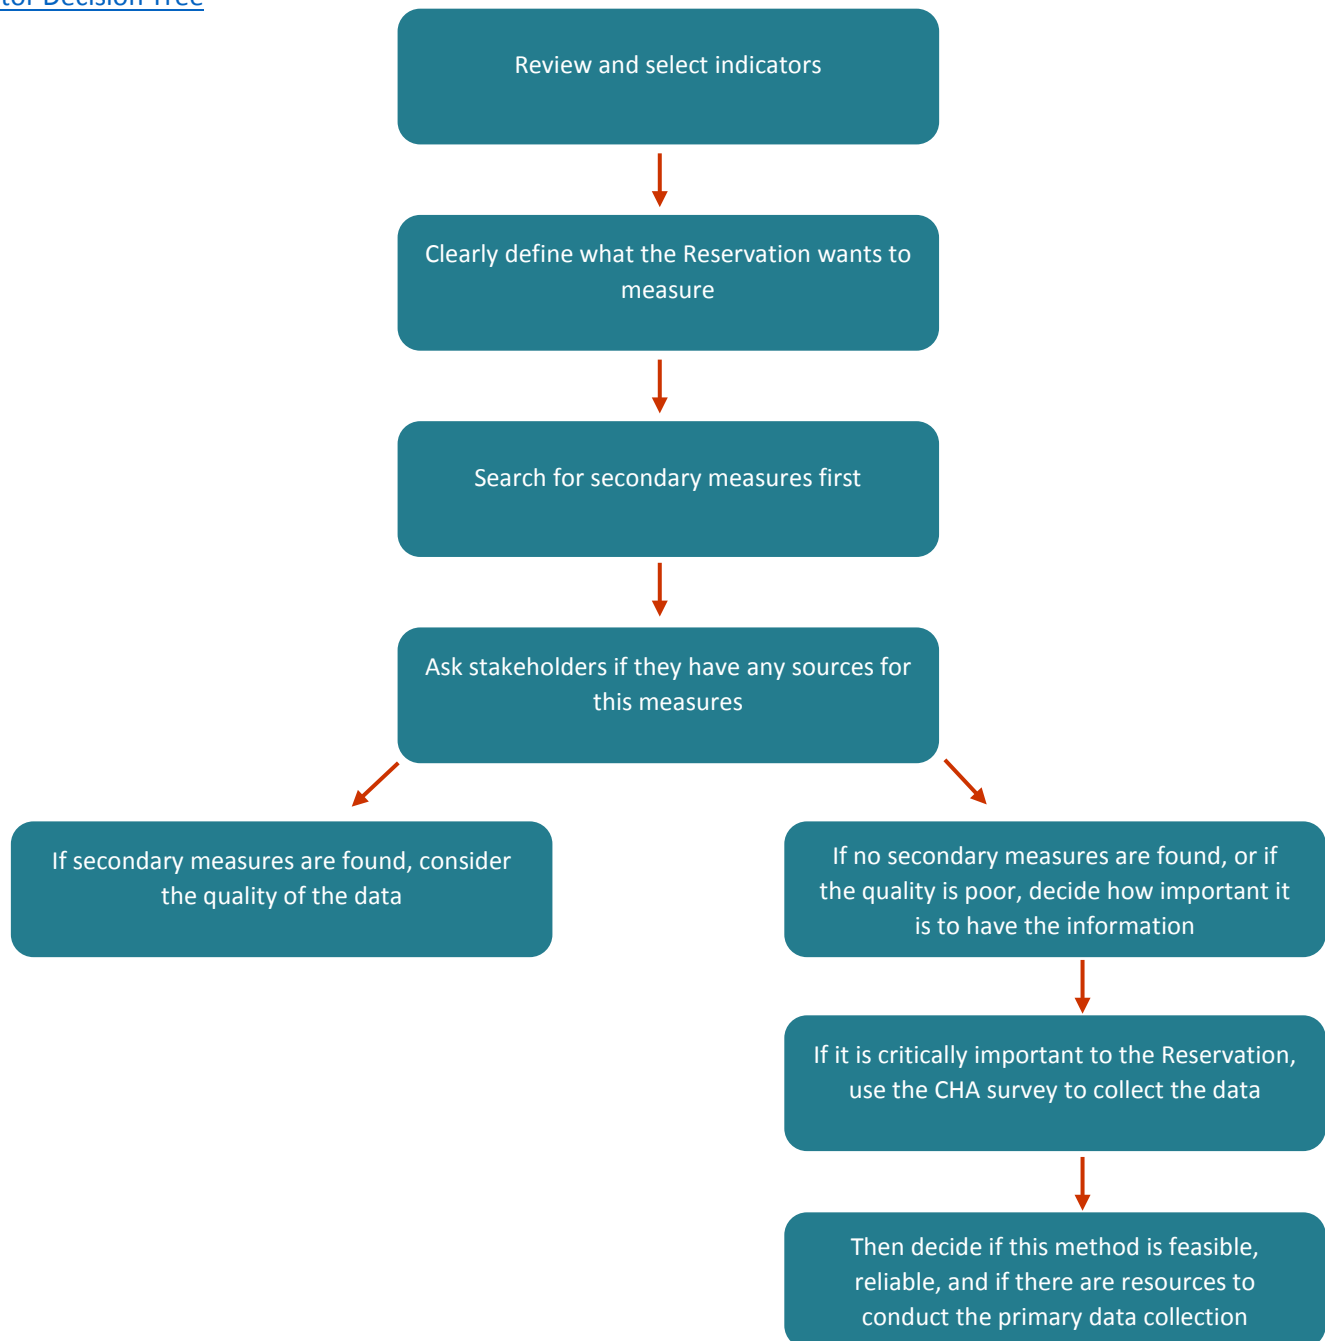 tor Decision Tree
Review and select indicators
Clearly define what the Reservation wants to
measure
Search for secondary measures first
Ask stakeholders if they have any sources for
this measures
If secondary measures are found, consider
the quality of the data
If no secondary measures are found, or if
the quality is poor, decide how important it
is to have the information
If it is critically important to the Reservation,
use the CHA survey to collect the data
Then decide if this method is feasible,
reliable, and if there are resources to
conduct the primary data collection